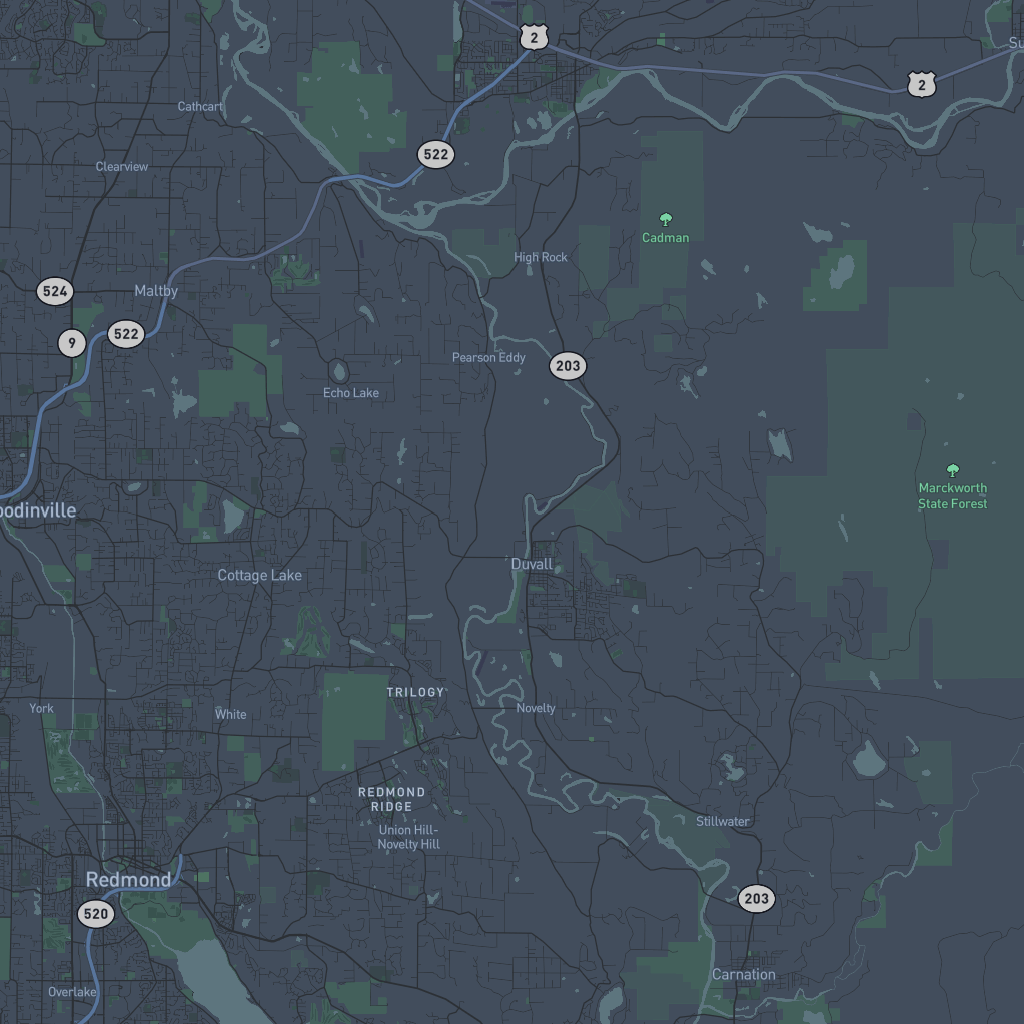 2
Su
2
Cathcart
522
Clearview
Cadman
High Rock
524
Maltby
522
9
Pearson Eddy
203
Echo Lake
Marckworth
State Forest
oodinville
Duvall
Cottage Lake
TRILOGY
York
White
Novelty
REDMOND
RIDGE
Stillwater
Union Hill-
Novelty Hill
Redmond
203
520
Carnation
Overlake